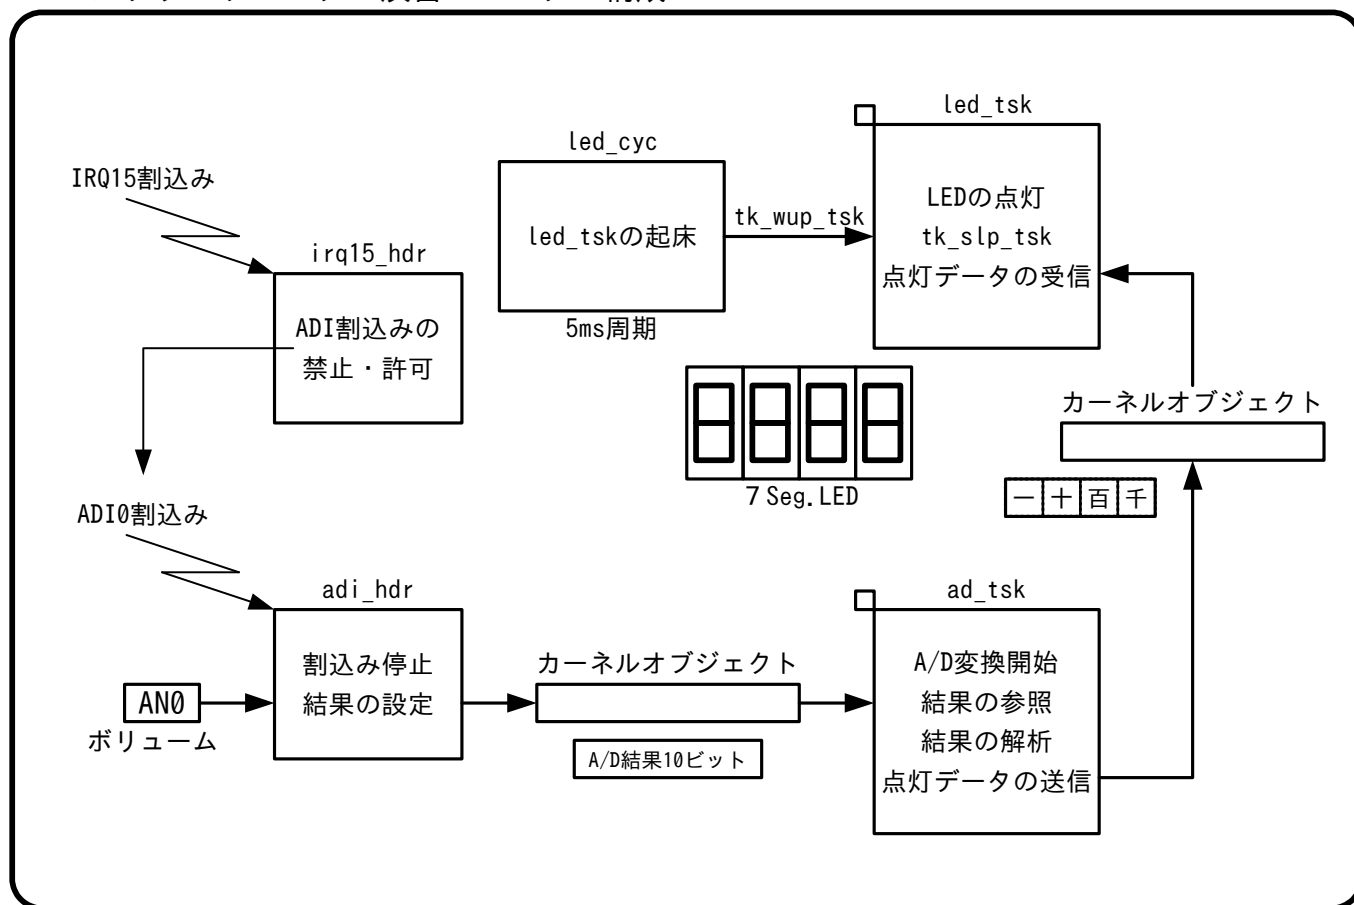 led_tsk
led_cyc
IRQ15割込み
LEDの点灯
tk_wup_tsk
led_tskの起床
tk_slp_tsk
irq15_hdr
点灯データの受信
ADI割込みの
5ms周期
禁止・許可
カーネルオブジェクト
7 Seg.LED
一 十 百 千
ADI0割込み
adi_hdr
ad_tsk
割込み停止
カーネルオブジェクト
A/D変換開始
AN0
結果の設定
結果の参照
ボリューム
結果の解析
A/D結果10ビット
点灯データの送信